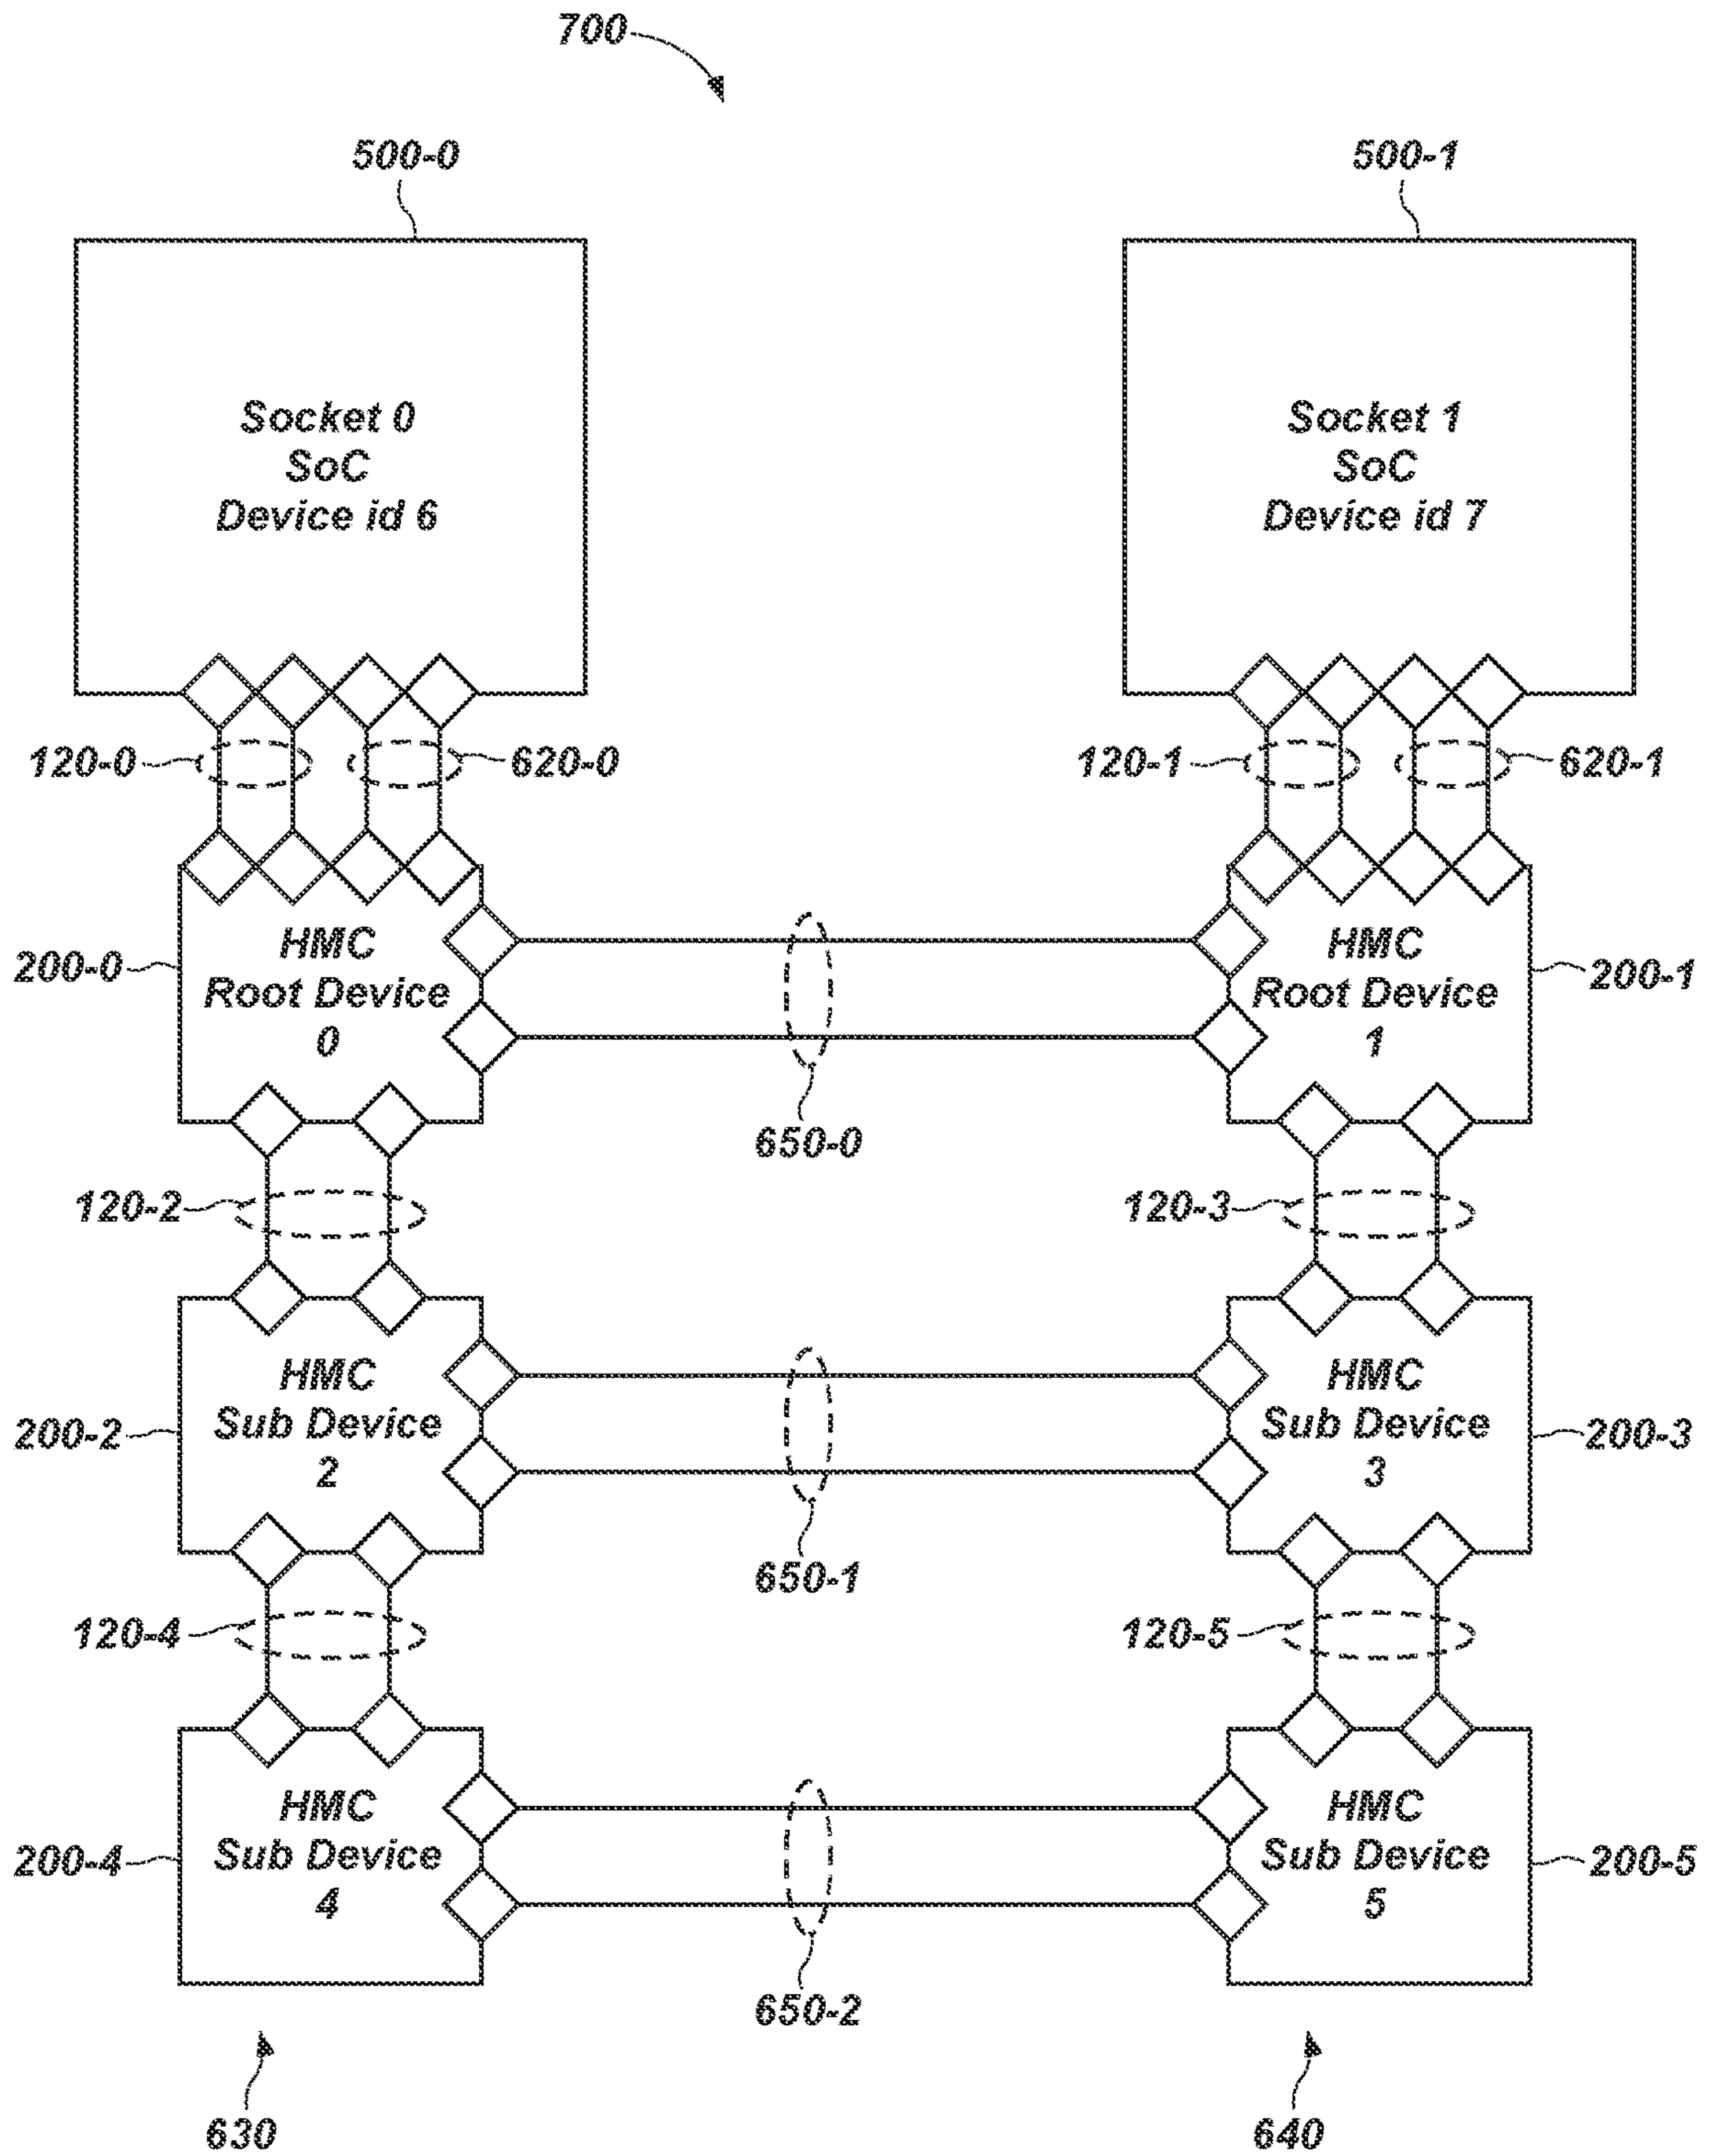 700
500-0
500-1
Socket 0
SoC
Device id 6
Socket 1
SoC
Device id 7
120-0
620-0
120-1
620-1
200-0
HMC
Root Device
0
HMC
Root Device
1
200-1
650-0
120-2
120-3
200-2
HMC
Sub Device
2
HMC
Sub Device
3
200-3
650-1
120-4
120-5
200-4
HMC
Sub Device
4
HMC
Sub Device
5
200-5
650-2
630
640